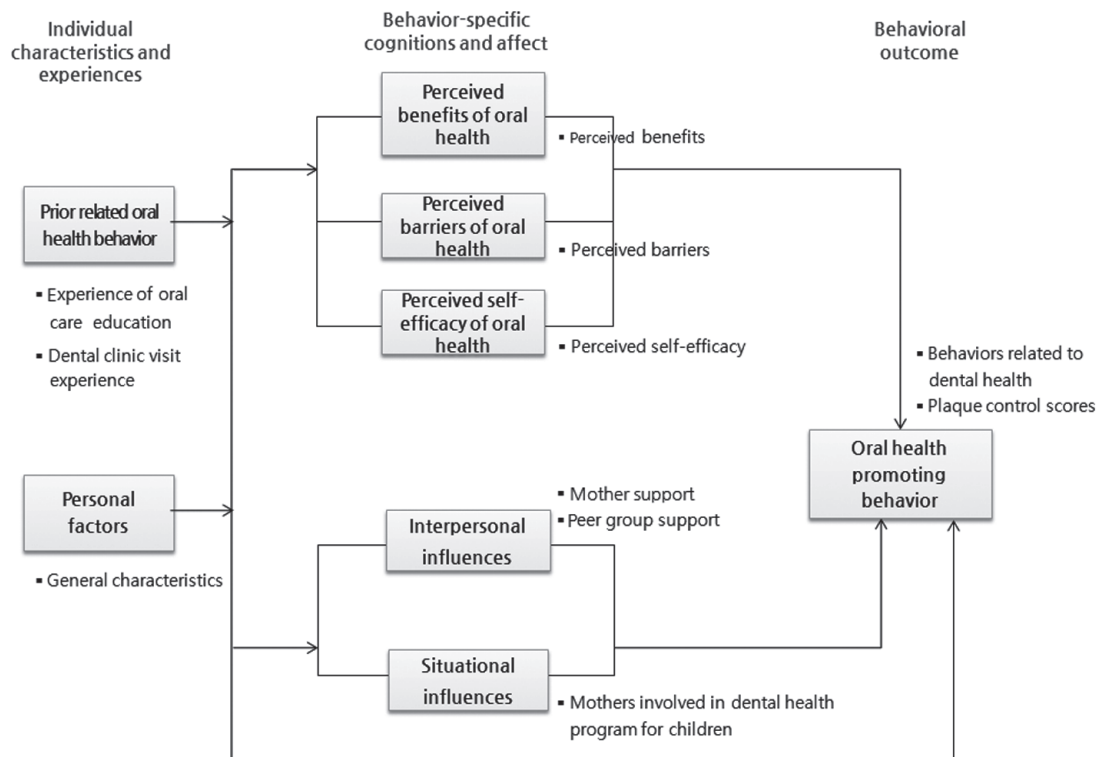 Individual
characteristics and
experiences
Behavior-specific
cognitions and affect
Behavioral
outcome
Perceived
benefits of oral
health
▪ Perceived benefits
Prior related oral
health behavior
Perceived
barriers of oral
health
▪ Perceived barriers
▪ Experience of oral
care education
▪ Dental clinic visit
experience
Perceived self-
efficacy of oral
health
▪ Perceived self-efficacy
▪ Behaviors related to
dental health
▪ Plaque control scores
Oral health
promoting
behavior
Personal
factors
▪ General characteristics
▪ Mother support
▪ Peer group support
Interpersonal
influences
Situational
influences
▪ Mothers involved in dental health
program for children